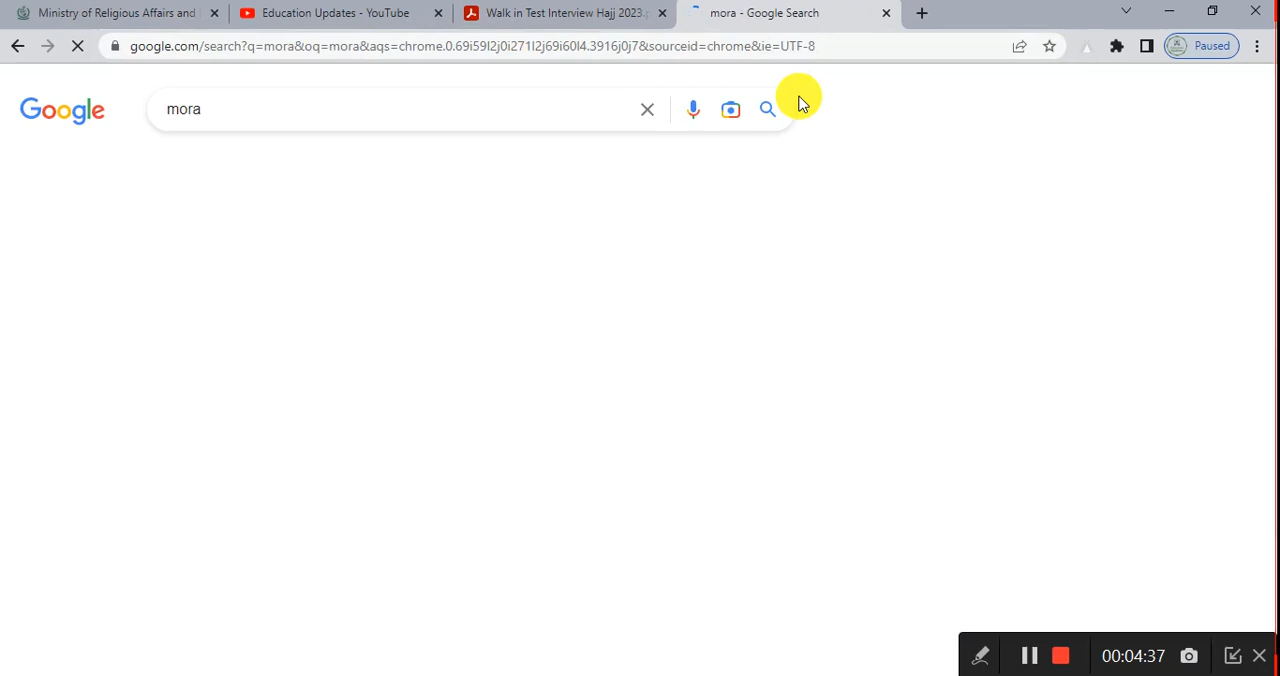 Ministry of Religious Affairs and
Education Updates - YouTube
Walk in Test Interview Hajj 2023.
mora - Google Search
google.com/search?q=mora&oq=mora&aqs=chrome.0.69i59l2j0i271l2j69i60l4.3916j0j7&sourceid=chrome&ie=UTF-8
Paused
Google
mora
00:04:37